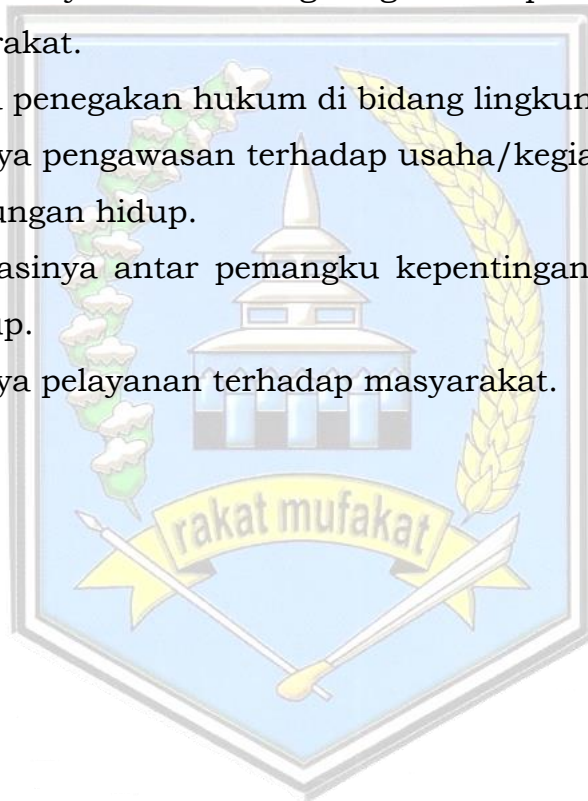 rakat.
penegakan hukum di bidang lingkun
ya pengawasan terhadap usaha/kegia
ungan hidup.
asinya antar pemangku kepentingan
up.
ya pelayanan terhadap masyarakat.
rakat mufakat